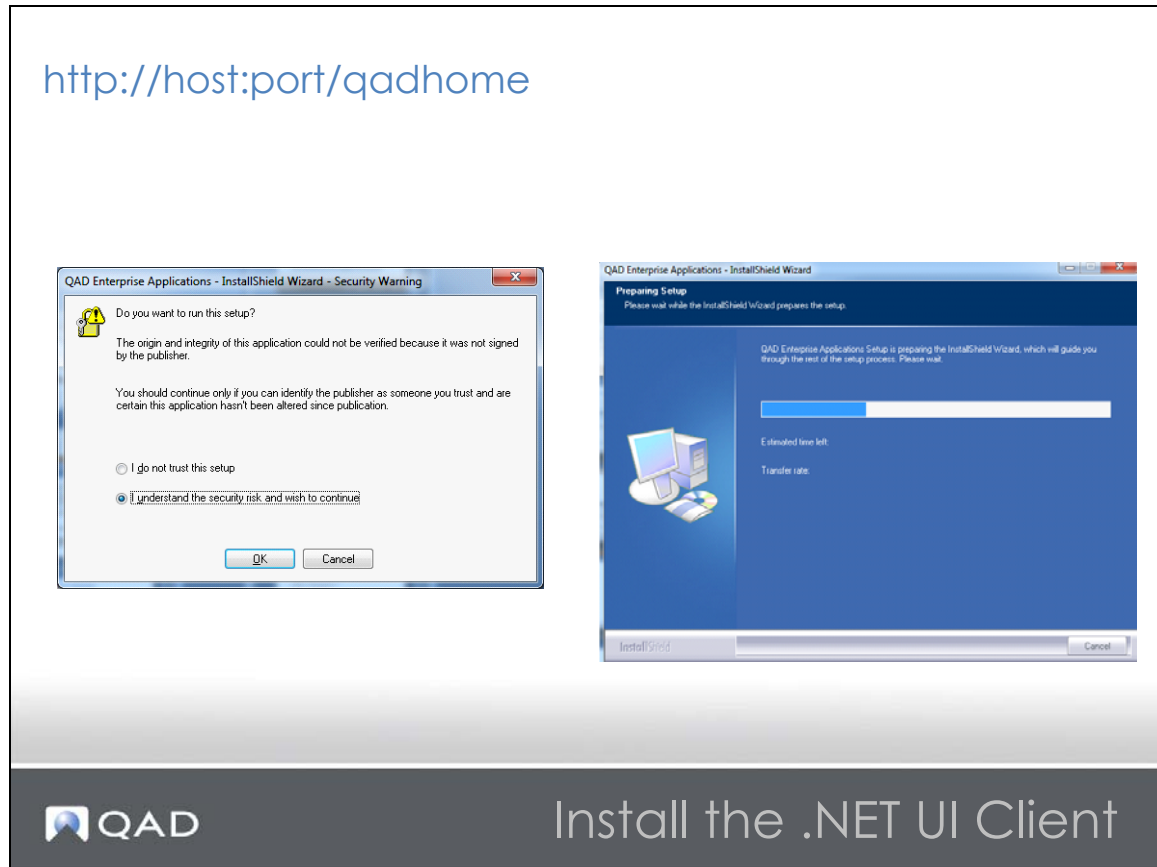 http://host:port/qadhome
QAD Enterprise Applications - InstallShield Wizard - Security Warning
Do you want to run this setup?
The origin and integrity of this application could not be verified because it was not signed
by the publisher.
You should continue only if you can identify the publisher as someone you trust and are
certain this application hasn't been altered since publication.
I do not trust this setup
I understand the security risk and wish to continue
OK
Cancel
QAD Enterprise Applications - InstallShield Wizard
Preparing Setup
Please wait while the InstallShield Wizard prepares the setup.
QAD Enterprise Applications Setup is preparing the InstallShield Wizard, which will guide you
through the rest of the setup process. Please wait.
Estimated time left:
Transfer rate:
InstallShield
Cancel
QAD
Install the .NET UI Client